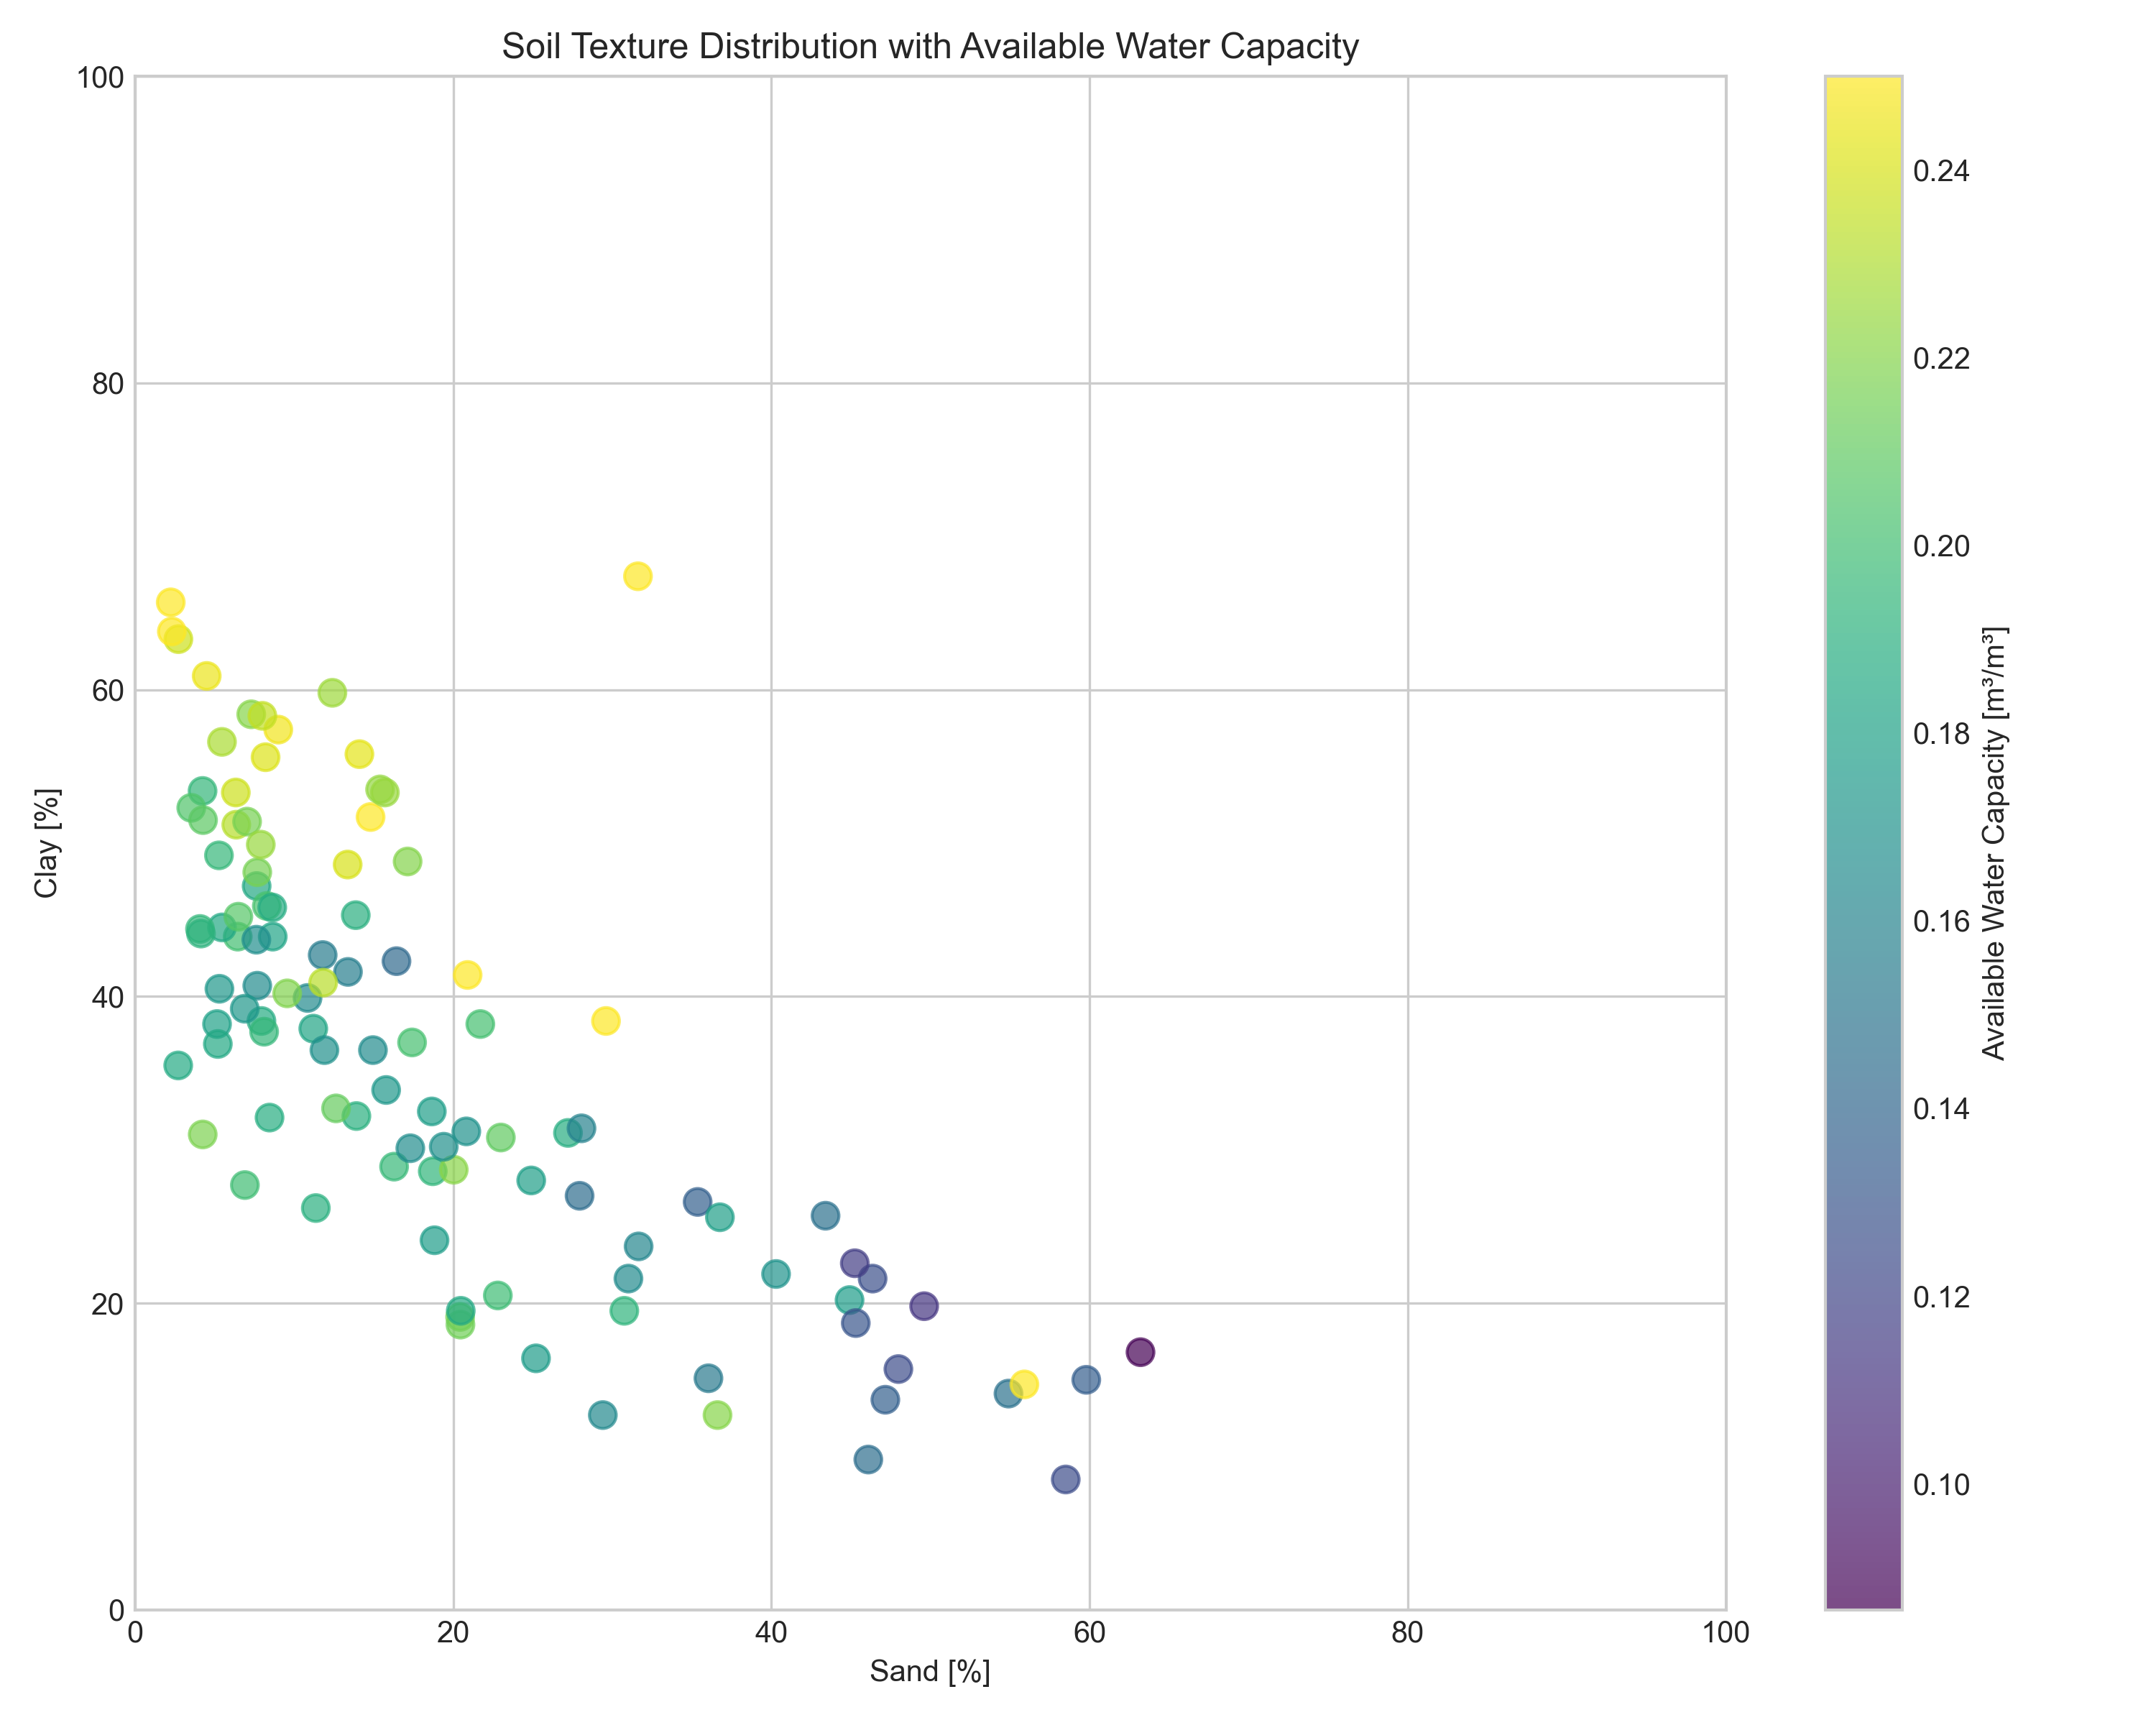 Soil Texture Distribution with Available Water Capacity
100
80
60
40
20
0
Clay [%]
0 20 40 60 80 100
Sand [%]
0.24
0.22
0.20
0.18
0.16
0.14
0.12
0.10
Available Water Capacity [m³/m³]